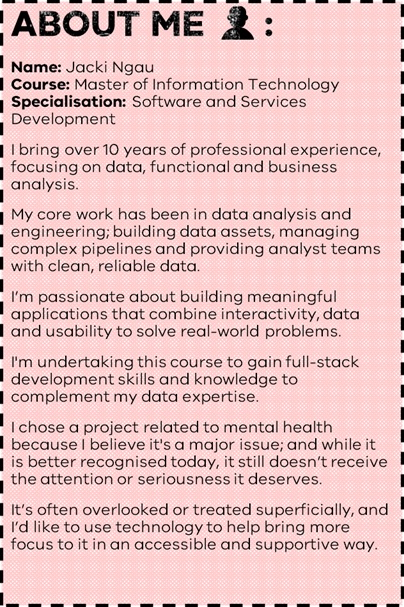 ABOUT ME :
Name: Jacki Ngau
Course: Master of Information Technology
Specialisation: Software and Services
Development
I bring over 10 years of professional experience,
focusing on data, functional and business
analysis.
My core work has been in data analysis and
engineering; building data assets, managing
complex pipelines and providing analyst teams
with clean, reliable data.
I'm passionate about building meaningful
applications that combine interactivity, data
and usability to solve real-world problems.
I'm undertaking this course to gain full-stack
development skills and knowledge to
complement my data expertise.
I chose a project related to mental health
because I believe it's a major issue; and while it
is better recognised today, it still doesn't receive
the attention or seriousness it deserves.
It's often overlooked or treated superficially, and
I'd like to use technology to help bring more
focus to it in an accessible and supportive way.